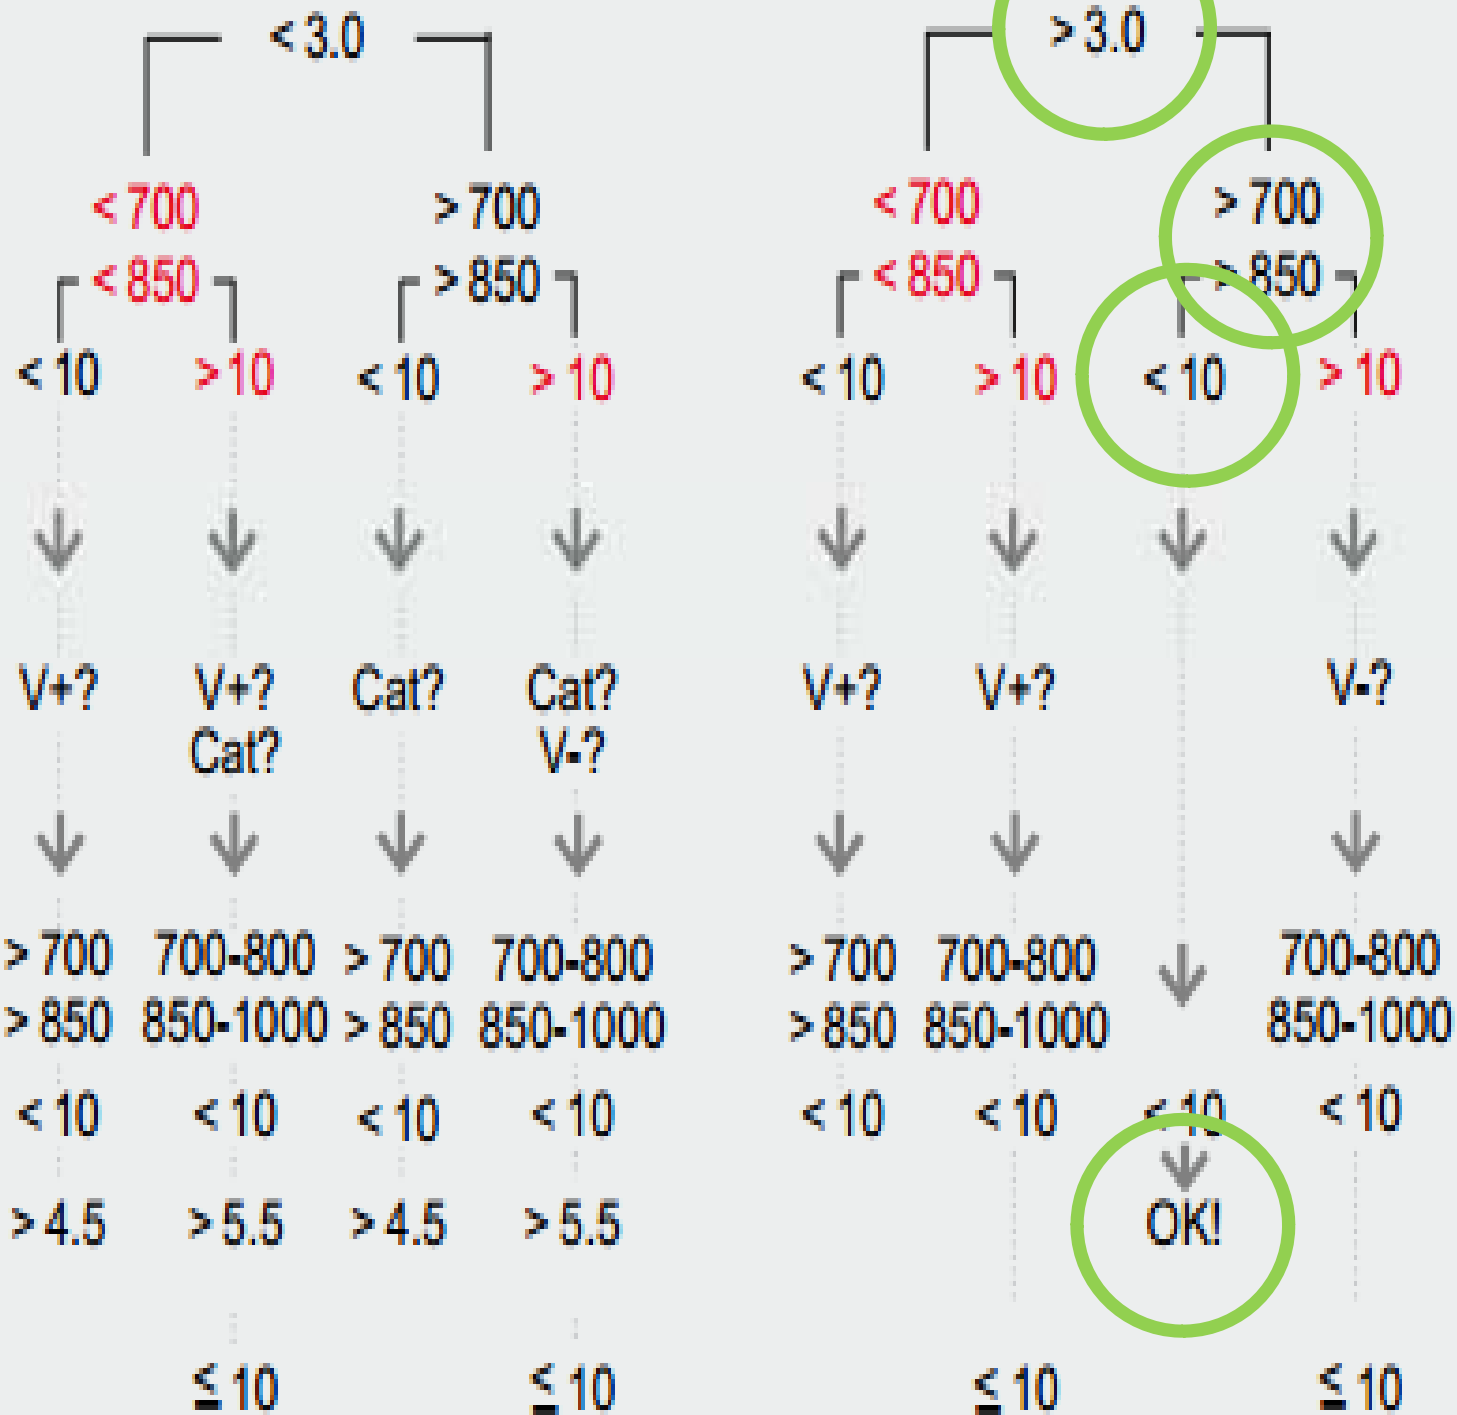 < 3.0 > 3.0
< 700 > 700 < 700 > 700
< 850 > 850 < 850 > 850
< 10 > 10 < 10 > 10 < 10 > 10 < 10 > 10
V+? V+? Cat? Cat? V+? V+? V-?
Cat? V-?
> 700 700-800 > 700 700-800 > 700 700-800 700-800
> 850 850-1000 > 850 850-1000 > 850 850-1000 850-1000
< 10 < 10 < 10 < 10 < 10 < 10 < 10 < 10
> 4.5 > 5.5 > 4.5 > 5.5 OK!
≤ 10 ≤ 10 ≤ 10 ≤ 10